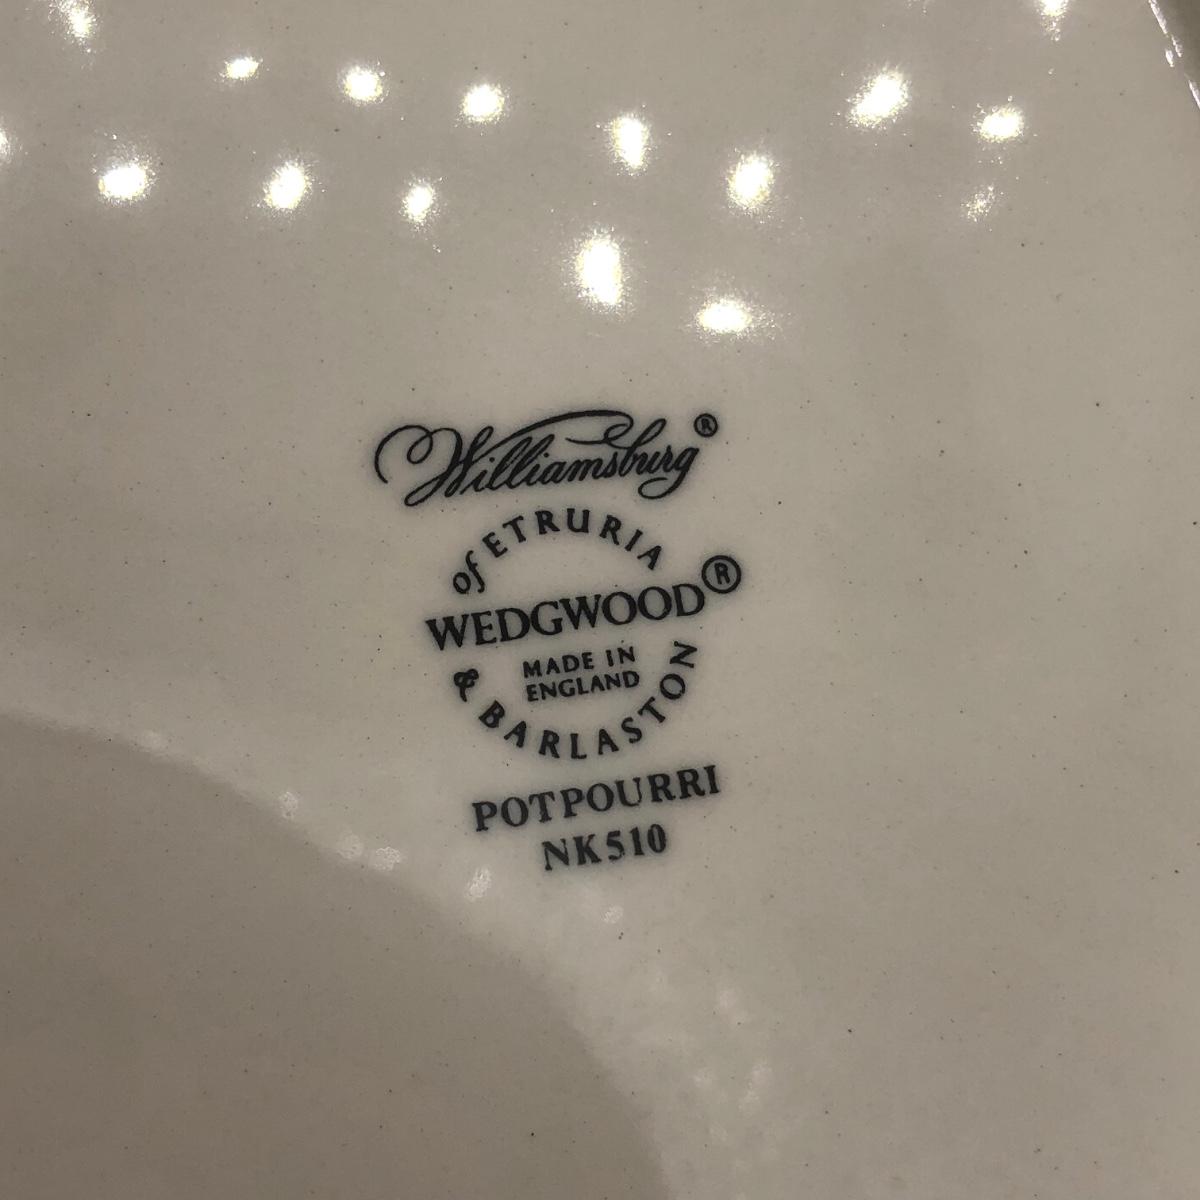 Williamsburg®
of ETRURIA
WEDGWOOD®
MADE IN
ENGLAND
& BARLASTON
POTPOURRI
NK510